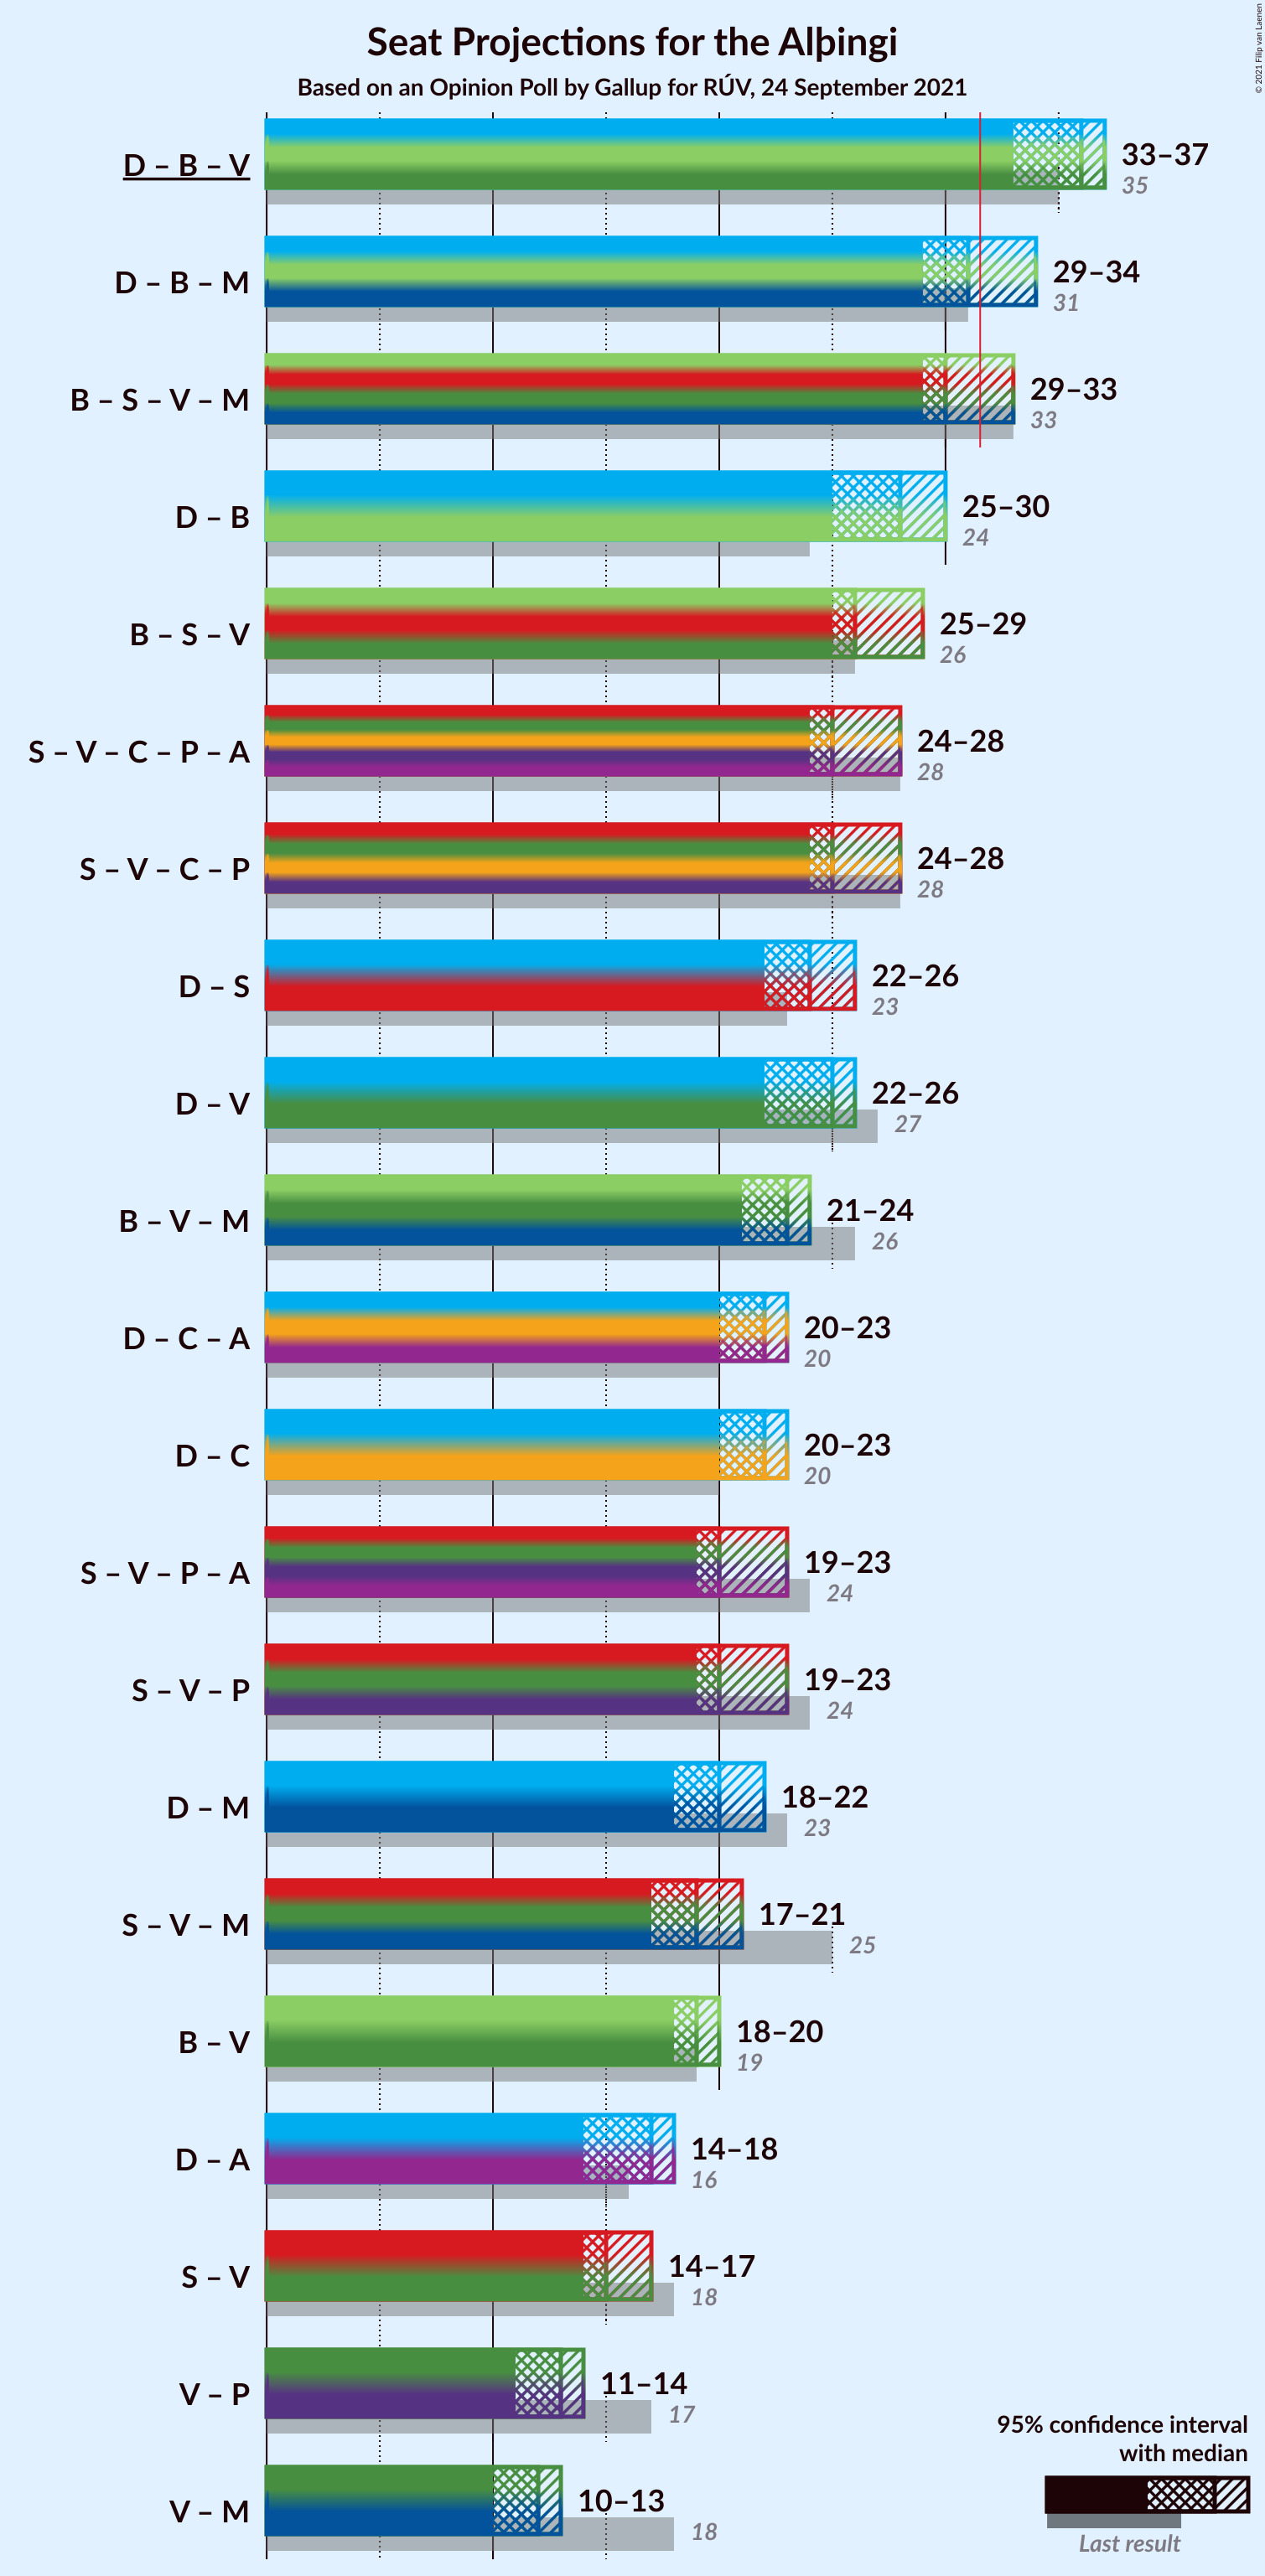 Seat Projections for the Alþingi
Based on an Opinion Poll by Gallup for RÚV, 24 September 2021
© 2021 Filip van Laenen
D – B – V
33–37
35
D – B – M
29–34
31
B – S – V – M
29–33
33
D – B
25–30
24
B – S – V
25–29
26
S – V – C – P – A
24–28
28
S – V – C – P
24–28
28
D – S
22–26
23
D – V
22–26
27
B – V – M
21–24
26
D – C – A
20–23
20
D – C
20–23
20
S – V – P – A
19–23
24
S – V – P
19–23
24
D – M
18–22
23
S – V – M
17–21
25
B – V
18–20
19
D – A
14–18
16
S – V
14–17
18
V – P
11–14
17
V – M
10–13
18
95% confidence interval
with median
Last result